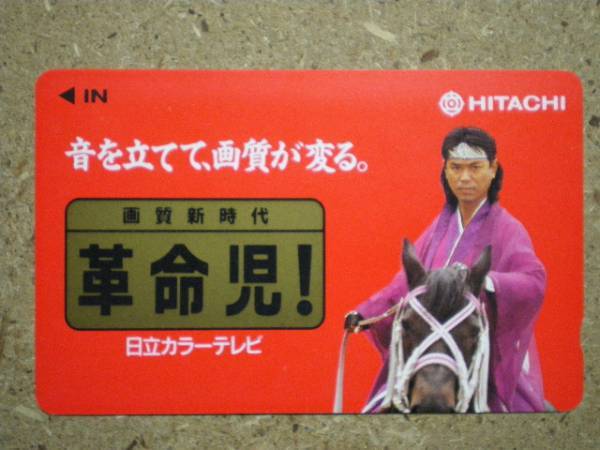 ◀ IN
HITACHI
音を立てて、画質が変る。
画質新時代
革命児!
日立カラーテレビ